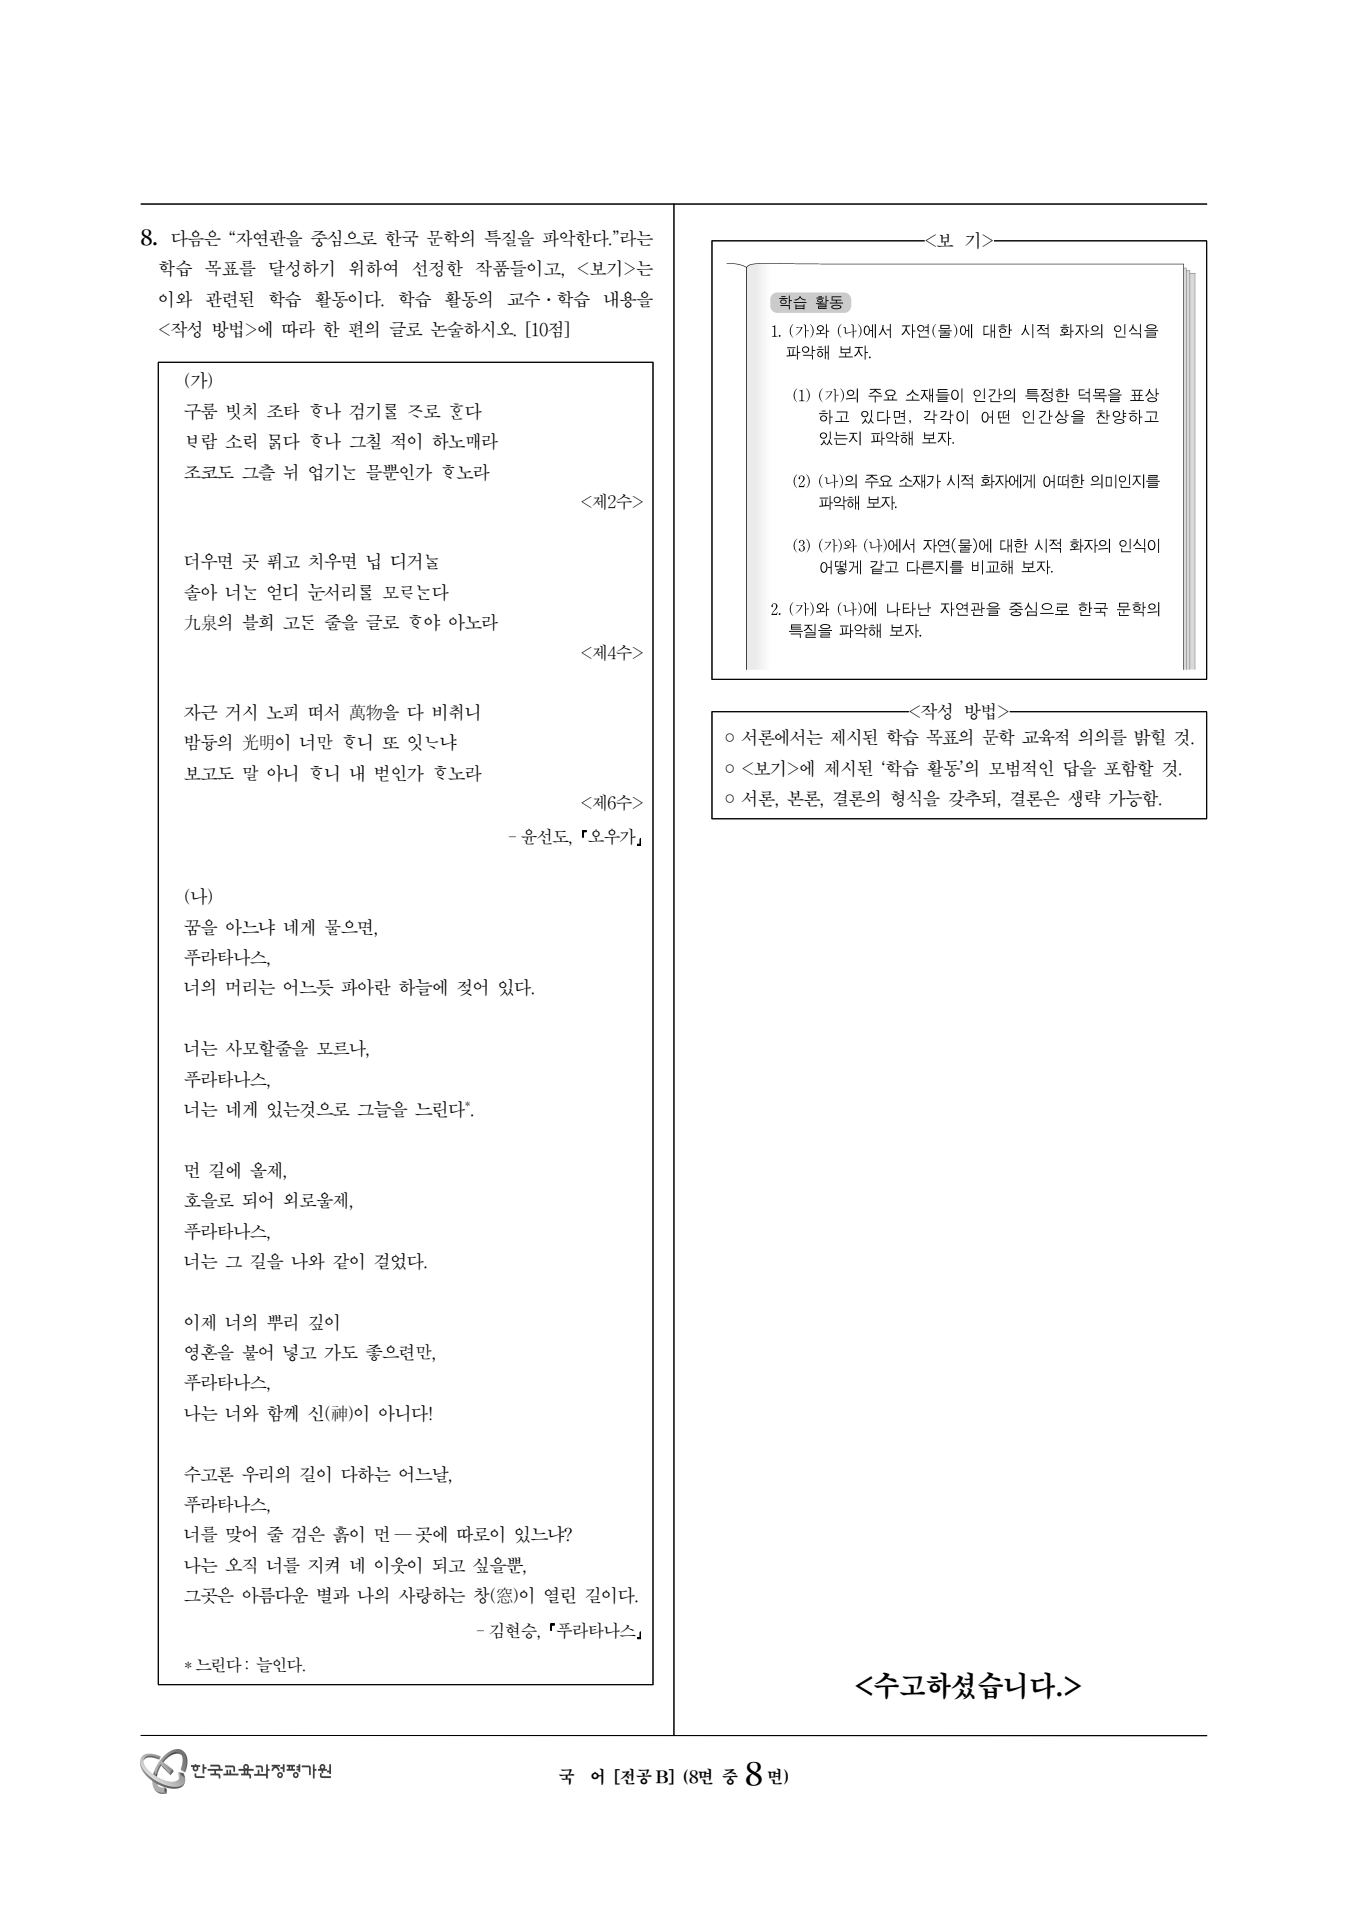 8. 다음은 “자연관을 중심으로 한국 문학의 특질을 파악한다.”라는
학습 목표를 달성하기 위하여 선정한 작품들이고, <보기>는
이와 관련된 학습 활동이다. 학습 활동의 교수·학습 내용을
<작성 방법>에 따라 한 편의 글로 논술하시오. [10점]
(가)
구룸 빗치 조타 ᄒᆞ나 검기ᄅᆞᆯ ᄌᆞ로 ᄒᆞᆫ다
ᄇᆞ람 소ᄅᆡ ᄆᆞᆰ다 ᄒᆞ나 그칠 적이 하노매라
조코도 그츨 뉘 업기ᄂᆞᆫ 믈뿐인가 ᄒᆞ노라
<제2수>
더우면 곳 퓌고 치우면 닙 디거ᄂᆞᆯ
솔아 너ᄂᆞᆫ 얻디 눈서리ᄅᆞᆯ 모ᄅᆞᄂᆞᆫ다
九泉의 블희 고ᄃᆞᆫ 줄을 글로 ᄒᆞ야 아노라
<제4수>
자근 거시 노피 떠서 萬物을 다 비취니
밤듕의 光明이 너만 ᄒᆞ니 또 잇ᄂᆞ냐
보고도 말 아니 ᄒᆞ니 내 벋인가 ᄒᆞ노라
<제6수>
- 윤선도, 『오우가』
(나)
꿈을 아느냐 네게 물으면,
푸라타나스,
너의 머리는 어느듯 파아란 하늘에 젖어 있다.
너는 사모할줄을 모르나,
푸라타나스,
너는 네게 있는것으로 그늘을 느린다*.
먼 길에 올제,
호을로 되어 외로울제,
푸라타나스,
너는 그 길을 나와 같이 걸었다.
이제 너의 뿌리 깊이
영혼을 불어 넣고 가도 좋으련만,
푸라타나스,
나는 너와 함께 신(神)이 아니다!
수고론 우리의 길이 다하는 어느날,
푸라타나스,
너를 맞어 줄 검은 흙이 먼 — 곳에 따로이 있느냐?
나는 오직 너를 지켜 네 이웃이 되고 싶을뿐,
그곳은 아름다운 별과 나의 사랑하는 창(窓)이 열린 길이다.
- 김현승, 『푸라타나스』
* 느린다 : 늘인다.
<보 기>
학습 활동
1. (가)와 (나)에서 자연(물)에 대한 시적 화자의 인식을
파악해 보자.
(1) (가)의 주요 소재들이 인간의 특정한 덕목을 표상
하고 있다면, 각각이 어떤 인간상을 찬양하고
있는지 파악해 보자.
(2) (나)의 주요 소재가 시적 화자에게 어떠한 의미인지를
파악해 보자.
(3) (가)와 (나)에서 자연(물)에 대한 시적 화자의 인식이
어떻게 같고 다른지를 비교해 보자.
2. (가)와 (나)에 나타난 자연관을 중심으로 한국 문학의
특질을 파악해 보자.
<작성 방법>
○ 서론에서는 제시된 학습 목표의 문학 교육적 의의를 밝힐 것.
○ <보기>에 제시된 ‘학습 활동’의 모범적인 답을 포함할 것.
○ 서론, 본론, 결론의 형식을 갖추되, 결론은 생략 가능함.
<수고하셨습니다.>
한국교육과정평가원
국 어 [전공 B] (8면 중 8 면)